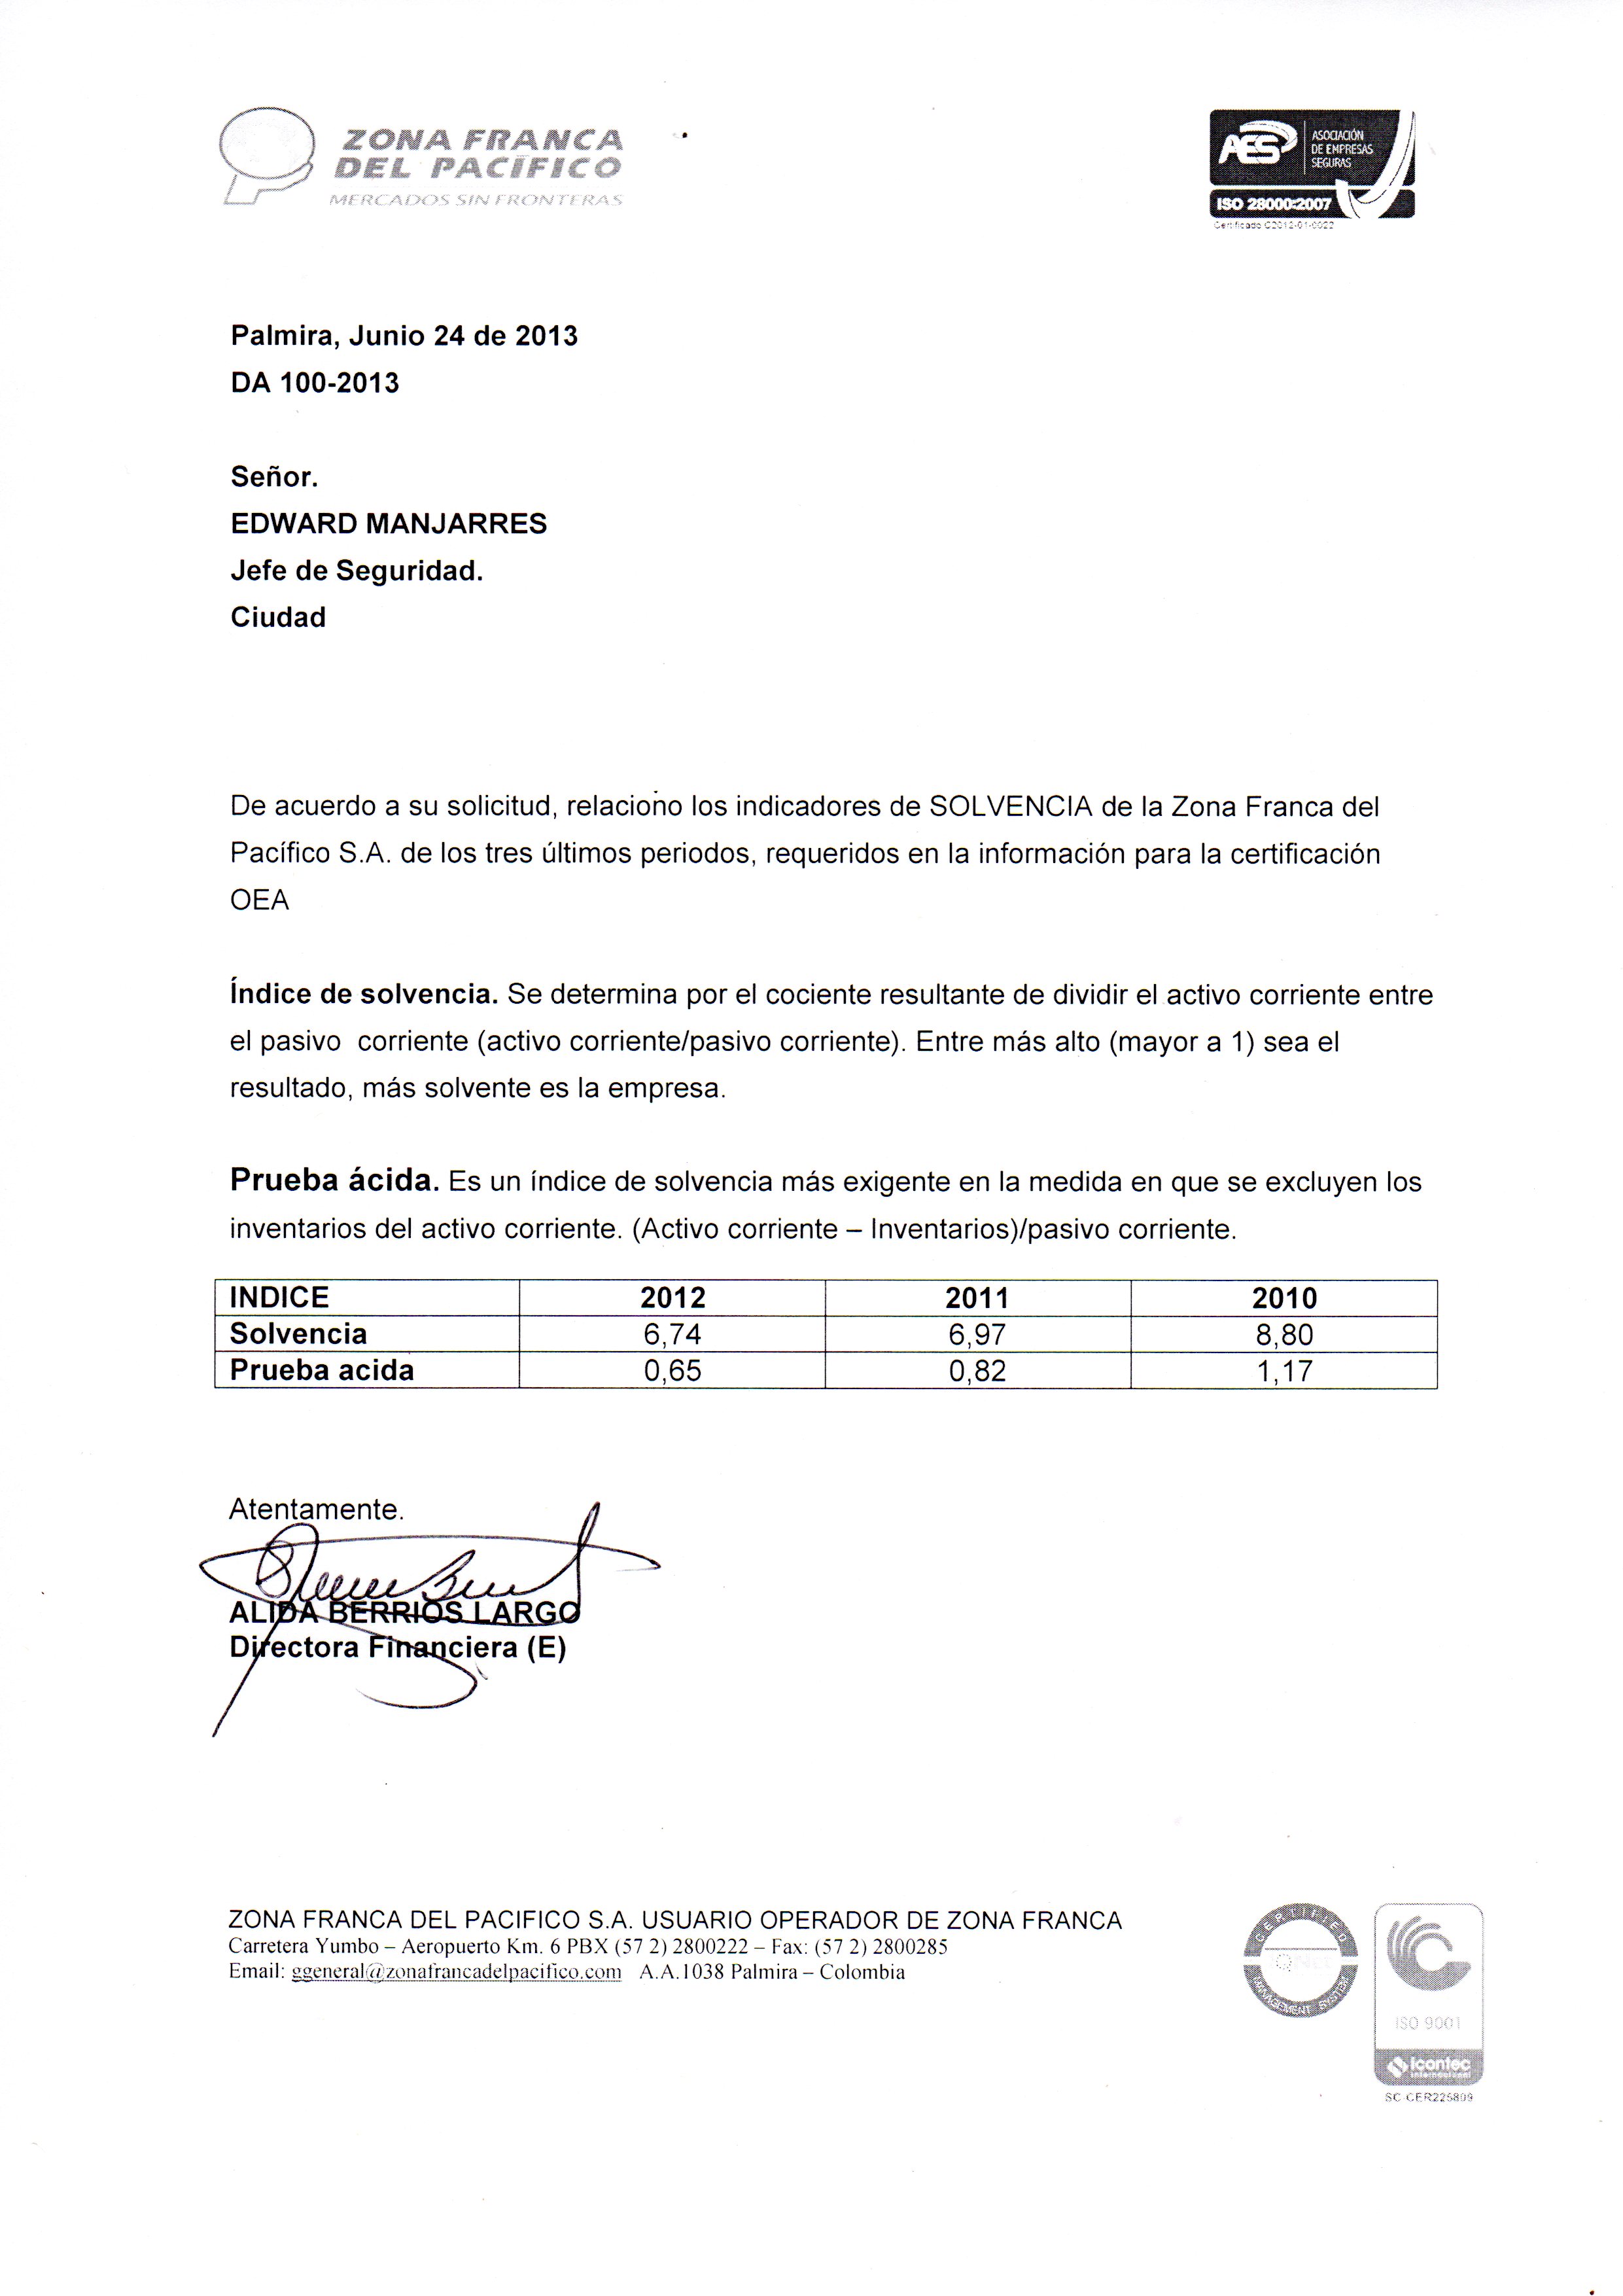 ZONA FRANCA
DEL PACÍFICO
MERCADOS SIN FRONTERAS
AES
ASOCIACIÓN
DE EMPRESAS
SEGURAS
ISO 28000:2007
Certificado C2012-01-0022
Palmira, Junio 24 de 2013
DA 100-2013
Señor.
EDWARD MANJARRES
Jefe de Seguridad.
Ciudad
De acuerdo a su solicitud, relaciono los indicadores de SOLVENCIA de la Zona Franca del
Pacífico S.A. de los tres últimos periodos, requeridos en la información para la certificación
OEA
Índice de solvencia. Se determina por el cociente resultante de dividir el activo corriente entre
el pasivo corriente (activo corriente/pasivo corriente). Entre más alto (mayor a 1) sea el
resultado, más solvente es la empresa.
Prueba ácida. Es un índice de solvencia más exigente en la medida en que se excluyen los
inventarios del activo corriente. (Activo corriente – Inventarios)/pasivo corriente.
INDICE 2012 2011 2010
Solvencia 6,74 6,97 8,80
Prueba acida 0,65 0,82 1,17
Atentamente.
ALIDA BERRIOS LARGO
Directora Financiera (E)
ZONA FRANCA DEL PACIFICO S.A. USUARIO OPERADOR DE ZONA FRANCA
Carretera Yumbo – Aeropuerto Km. 6 PBX (57 2) 2800222 – Fax: (57 2) 2800285
Email: ggeneral@zonafrancadelpacifico.com A.A.1038 Palmira – Colombia
CERTIFIED
MANAGEMENT SYSTEM
ISO 9001
icontec
internacional
SC-CER225899